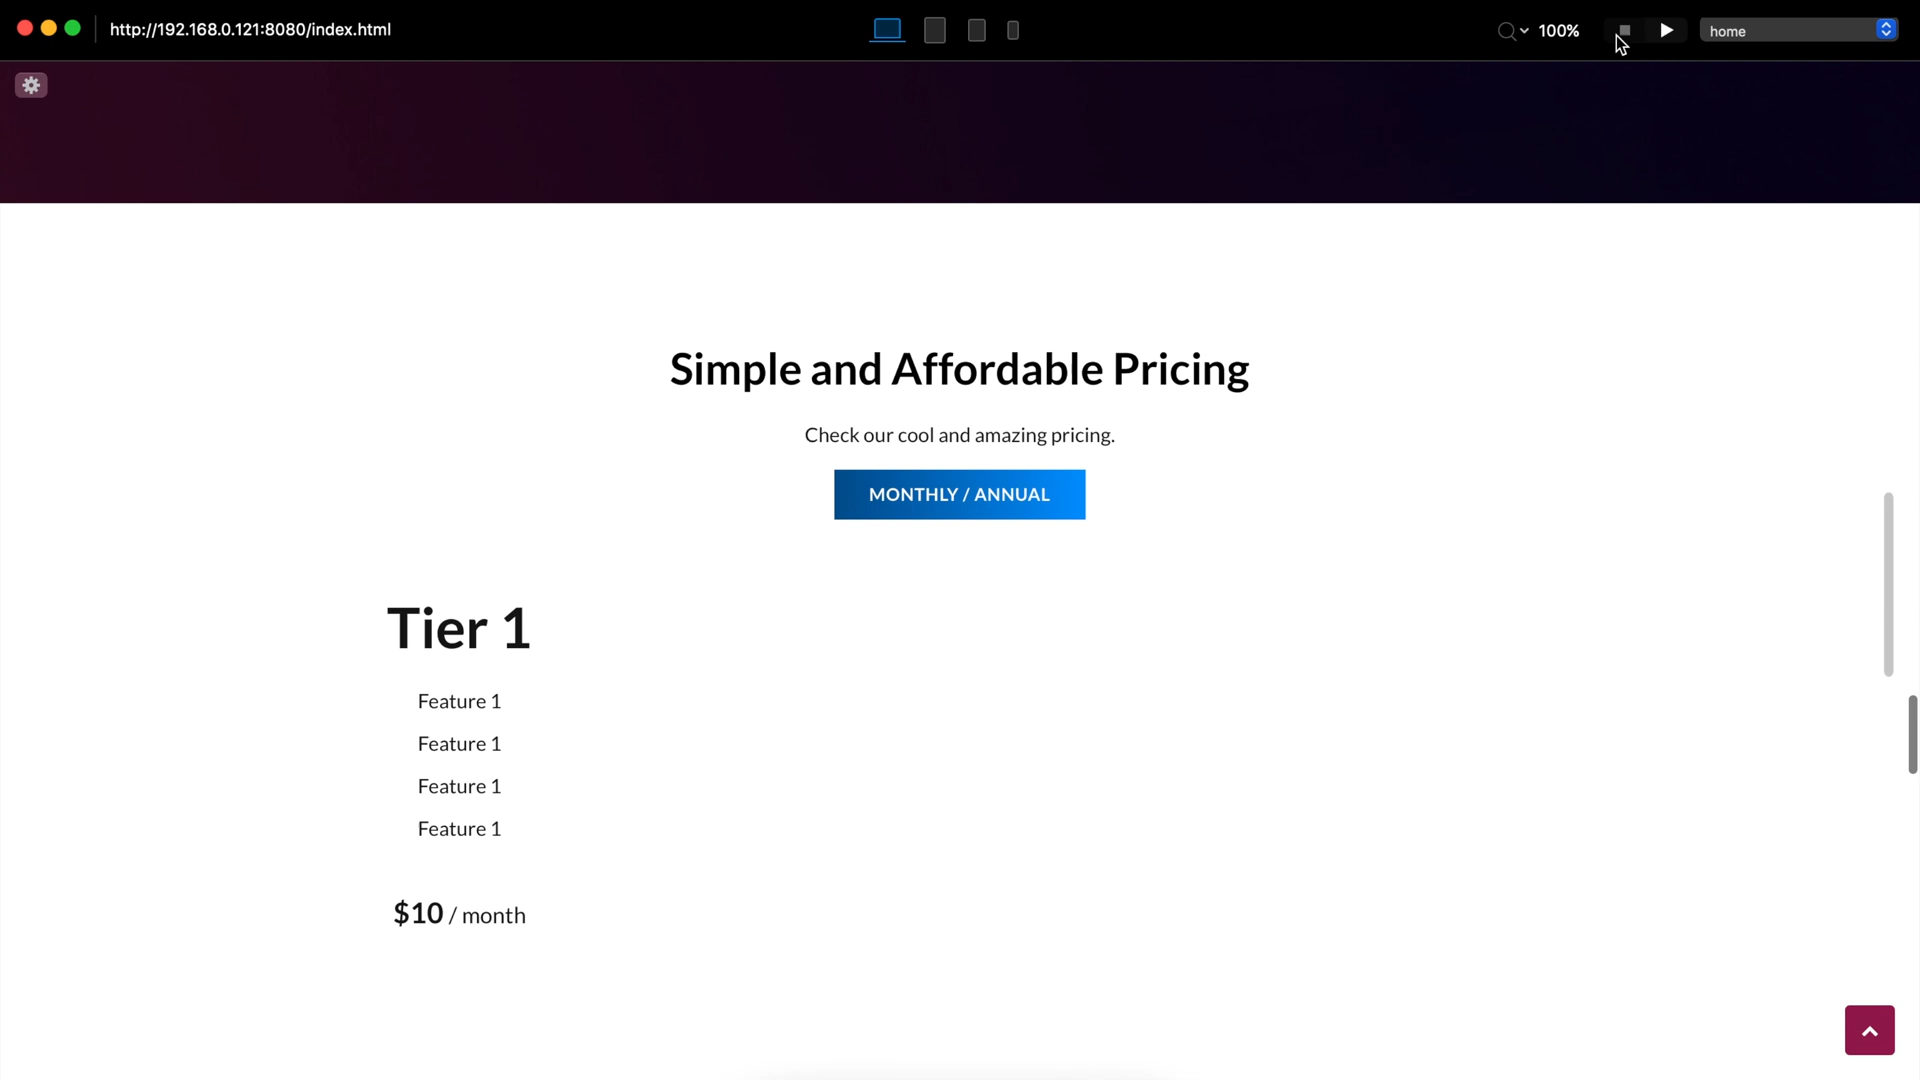 http://192.168.0.121:8080/index.html
100%
home
Simple and Affordable Pricing
Check our cool and amazing pricing.
MONTHLY / ANNUAL
Tier 1
Feature 1
Feature 1
Feature 1
Feature 1
$10 / month